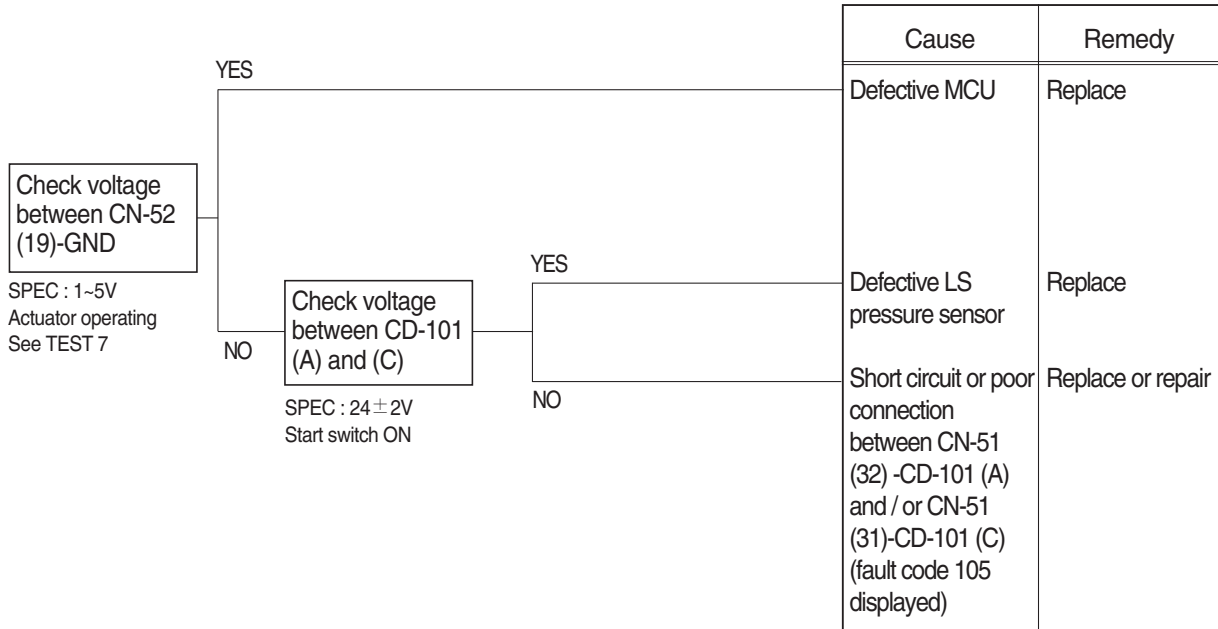 Cause
Remedy
YES
Defective MCU
Replace
Check voltage
between CN-52
(19)-GND
SPEC : 1~5V
Actuator operating
See TEST 7
NO
Check voltage
between CD-101
(A) and (C)
SPEC : 24±2V
Start switch ON
YES
Defective LS
pressure sensor
Replace
NO
Short circuit or poor
connection
between CN-51
(32) -CD-101 (A)
and / or CN-51
(31)-CD-101 (C)
(fault code 105
displayed)
Replace or repair